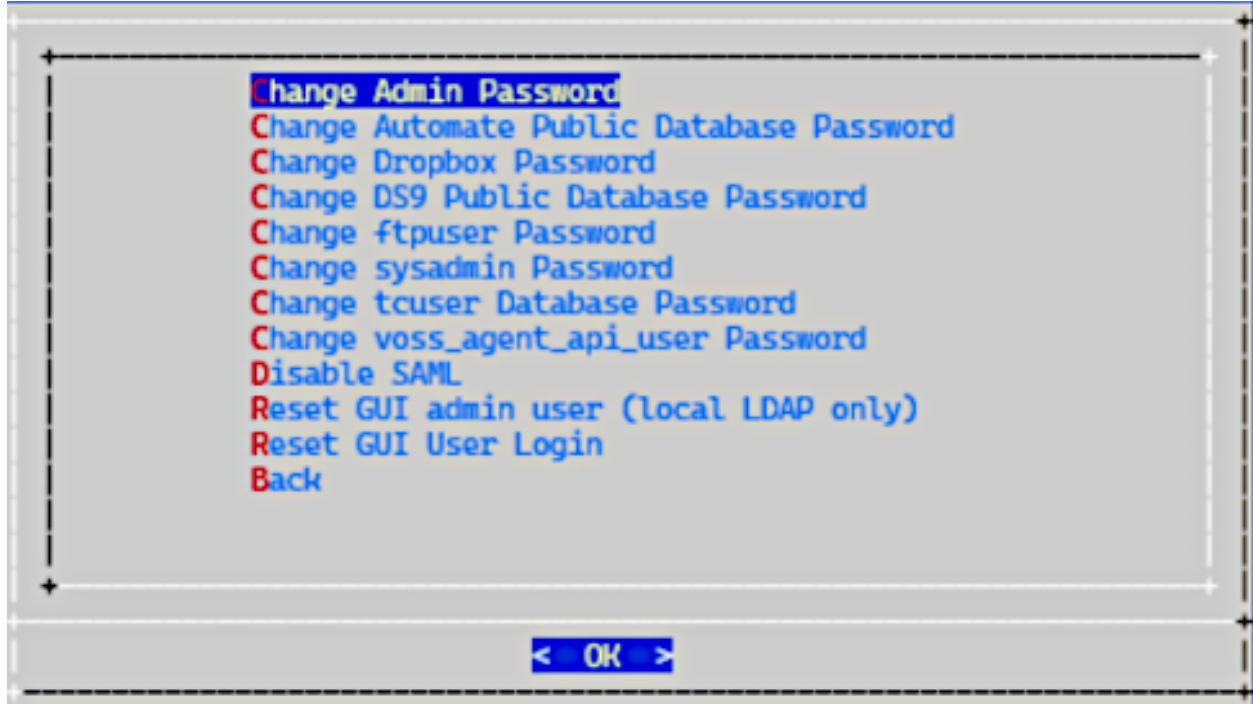 Change Admin Password
Change Automate Public Database Password
Change Dropbox Password
Change DS9 Public Database Password
Change ftpuser Password
Change sysadmin Password
Change tcuser Database Password
Change voss_agent_api_user Password
Disable SAML
Reset GUI admin user (local LDAP only)
Reset GUI User Login
Back
< OK >